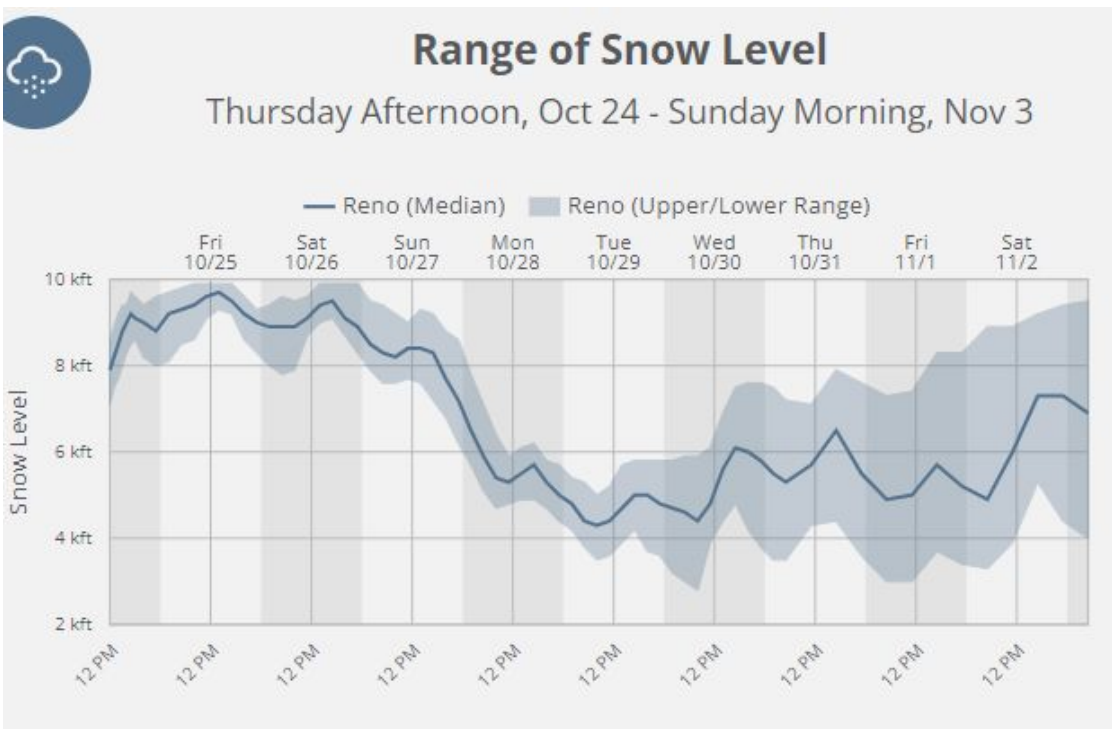 Range of Snow Level
Thursday Afternoon, Oct 24 - Sunday Morning, Nov 3
Reno (Median) Reno (Upper/Lower Range)
Fri Sat Sun Mon Tue Wed Thu Fri Sat
10/25 10/26 10/27 10/28 10/29 10/30 10/31 11/1 11/2
10 kft
8 kft
6 kft
4 kft
2 kft
Snow Level
12 PM 12 PM 12 PM 12 PM 12 PM 12 PM 12 PM 12 PM 12 PM 12 PM